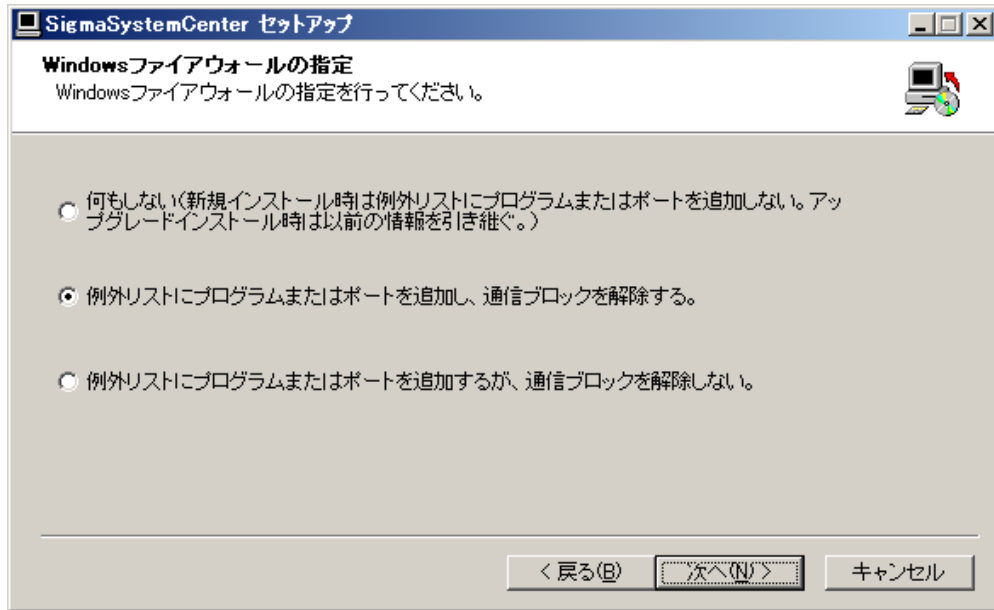 SigmaSystemCenter セットアップ
Windowsファイアウォールの指定
Windowsファイアウォールの指定を行ってください。
何もしない(新規インストール時は例外リストにプログラムまたはポートを追加しない。アッ
プグレードインストール時は以前の情報を引き継ぐ。)
例外リストにプログラムまたはポートを追加し、通信ブロックを解除する。
例外リストにプログラムまたはポートを追加するが、通信ブロックを解除しない。
< 戻る(B) 次へ(N) > キャンセル